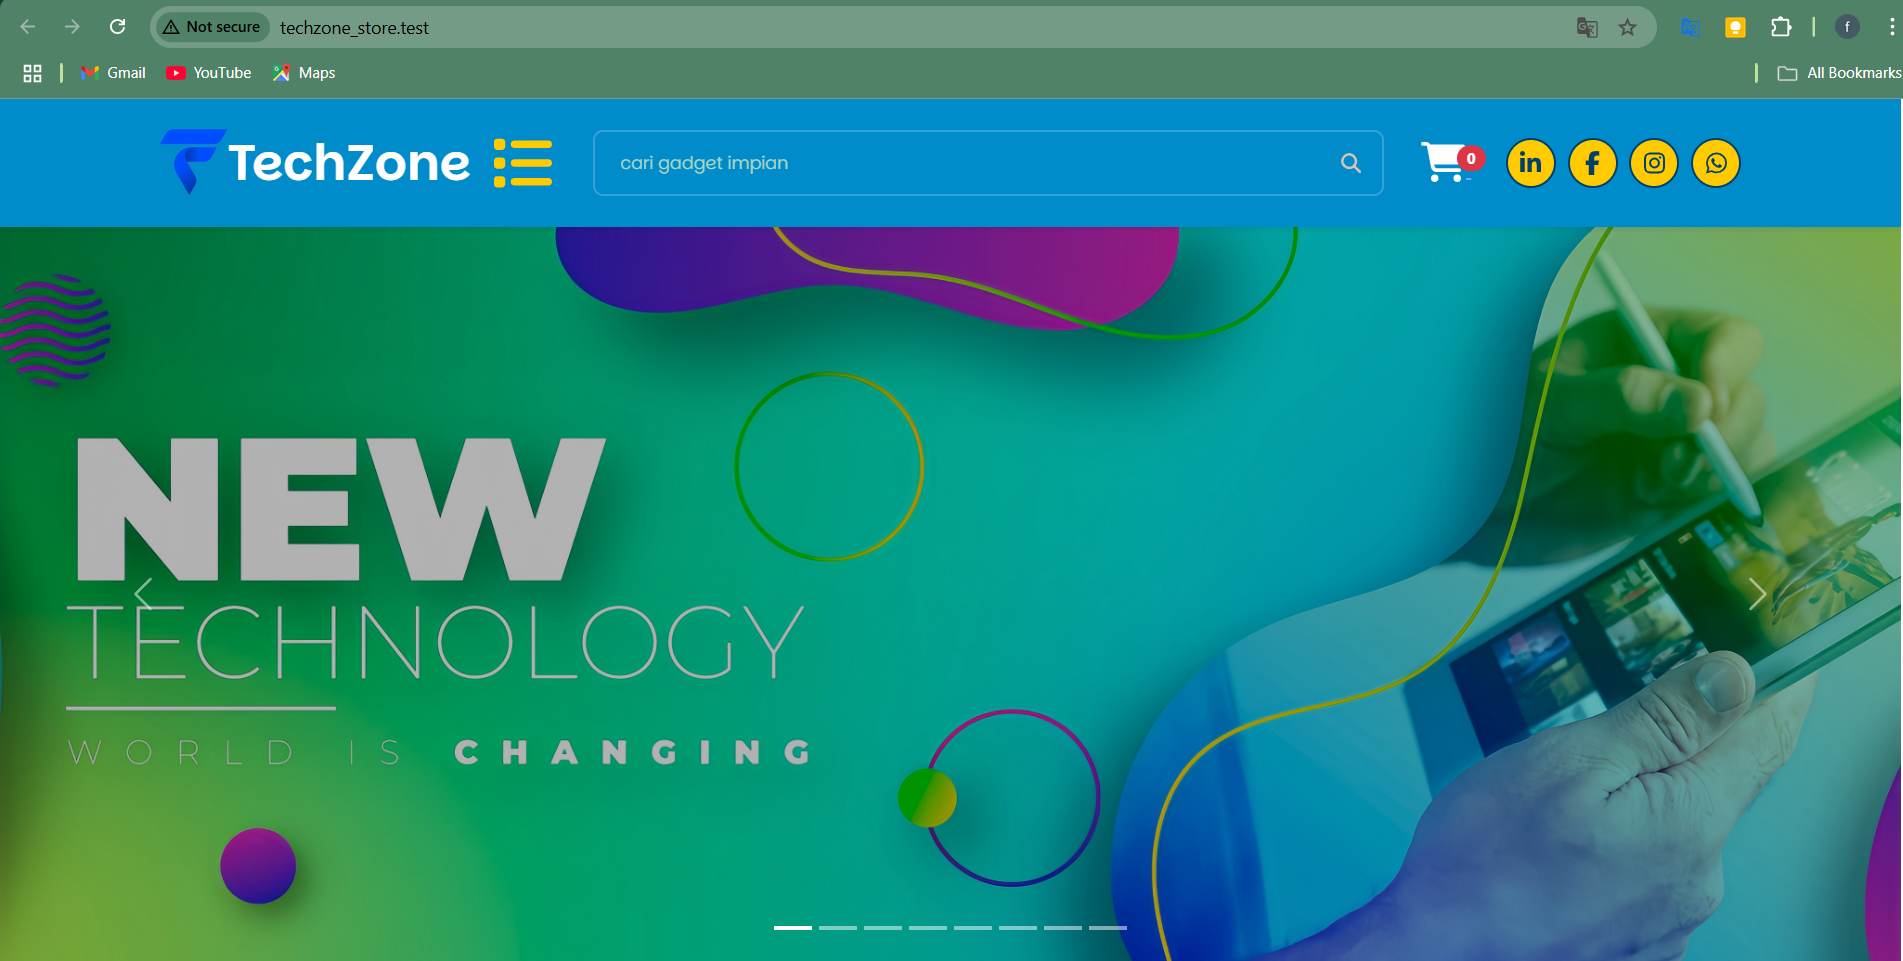 Not secure techzone_store.test f
Gmail YouTube Maps All Bookmarks
TechZone cari gadget impian 0 in
NEW
TECHNOLOGY
WORLD IS CHANGING